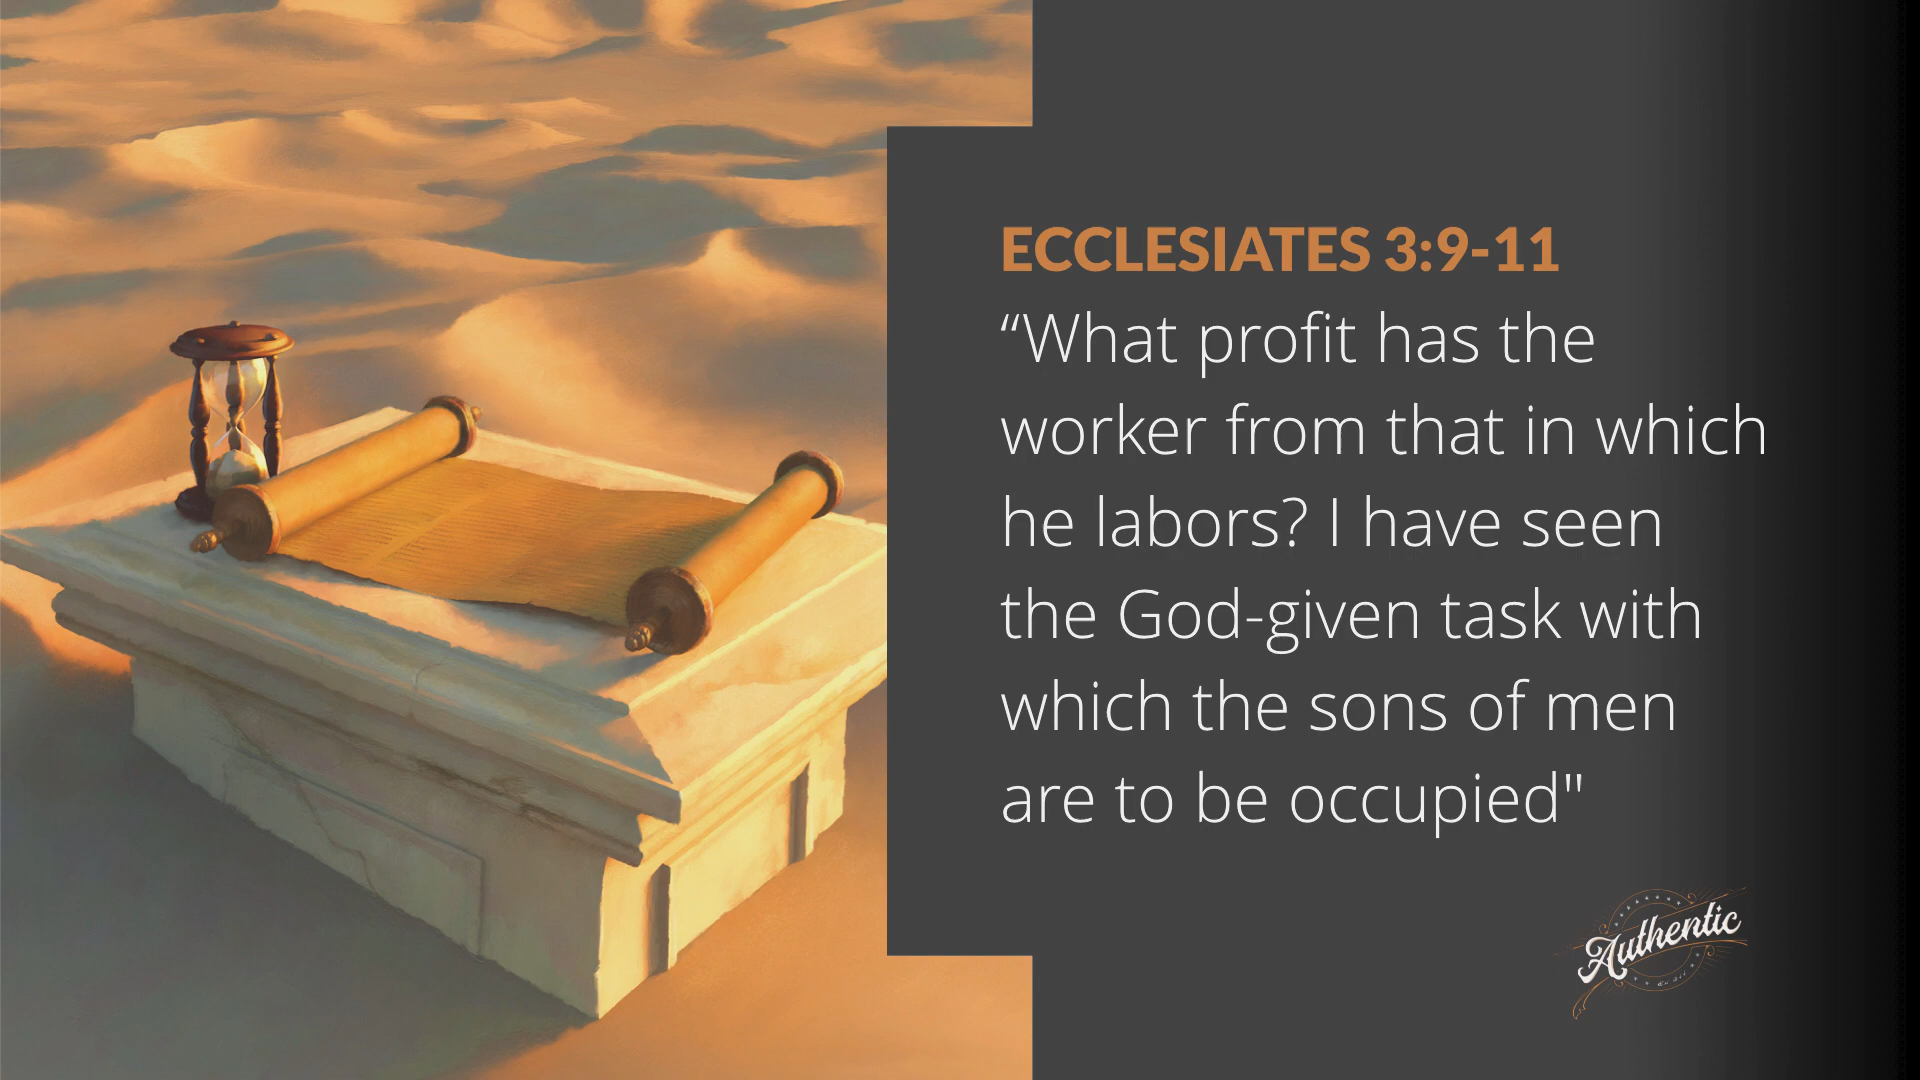 ECCLESIATES 3:9-11
“What profit has the
worker from that in which
he labors? I have seen
the God-given task with
which the sons of men
are to be occupied"
Authentic